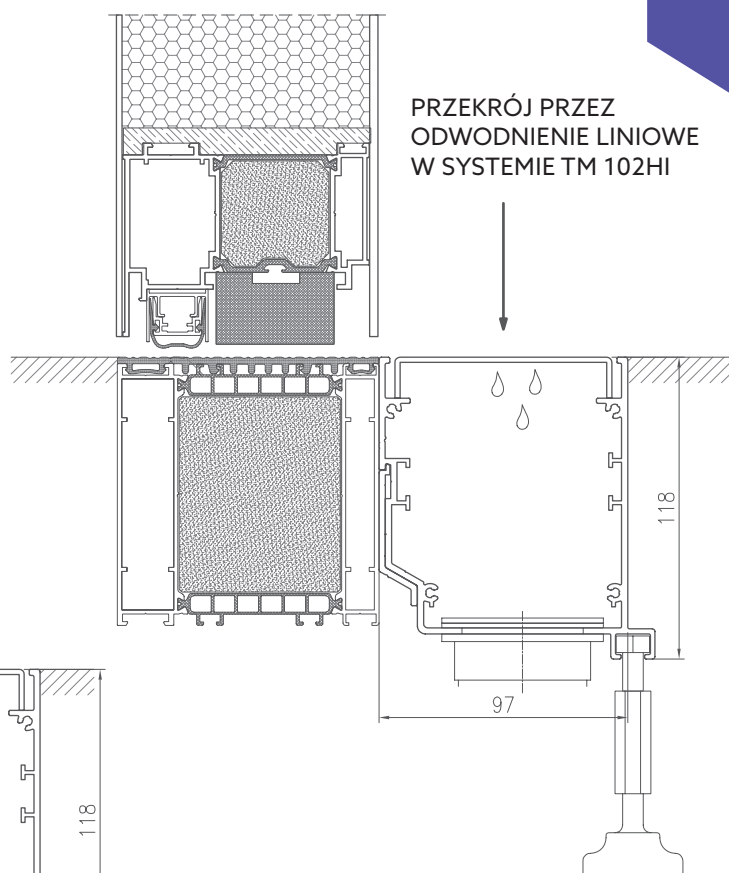 PRZEKRÓJ PRZEZ
ODWODNIENIE LINIOWE
W SYSTEMIE TM 102HI
118
97
118